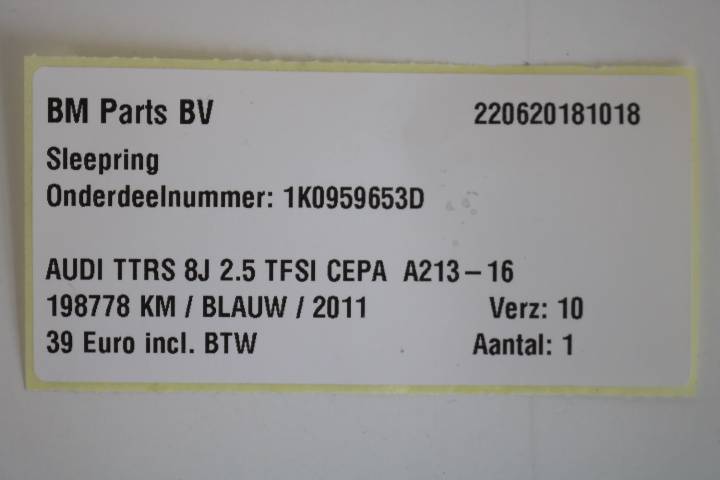 BM Parts BV 220620181018
Sleepring
Onderdeelnummer: 1K0959653D
AUDI TTRS 8J 2.5 TFSI CEPA A213-16
198778 KM / BLAUW / 2011 Verz: 10
39 Euro incl. BTW Aantal: 1